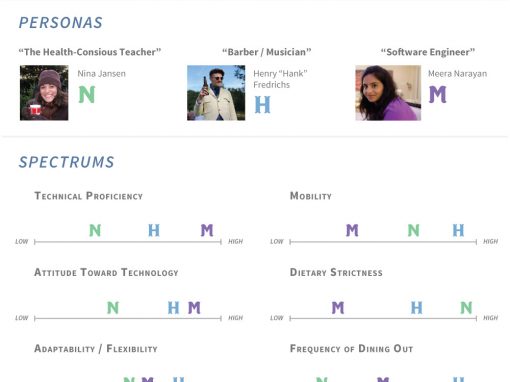 PERSONAS
“The Health-Consious Teacher”
Nina Jansen
N
“Barber / Musician”
Henry “Hank”
Fredrichs
H
“Software Engineer”
Meera Narayan
M
SPECTRUMS
Technical Proficiency
N H M
LOW HIGH
Mobility
M N H
LOW HIGH
Attitude Toward Technology
N H M
LOW HIGH
Dietary Strictness
M H N
LOW HIGH
Adaptability / Flexibility
N M H
Frequency of Dining Out
N M H